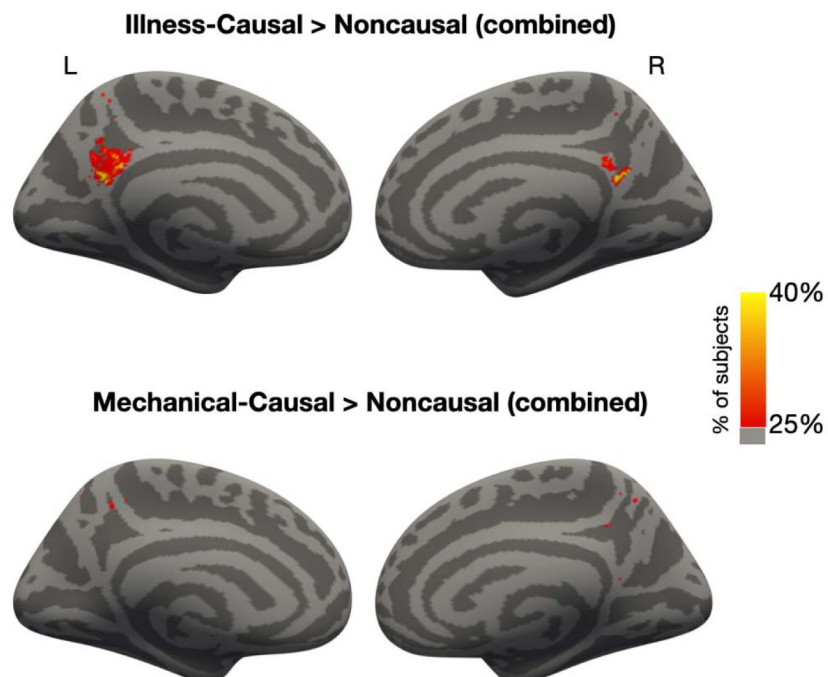 Illness-Causal > Noncausal (combined)
L
R
40%
% of subjects
25%
Mechanical-Causal > Noncausal (combined)